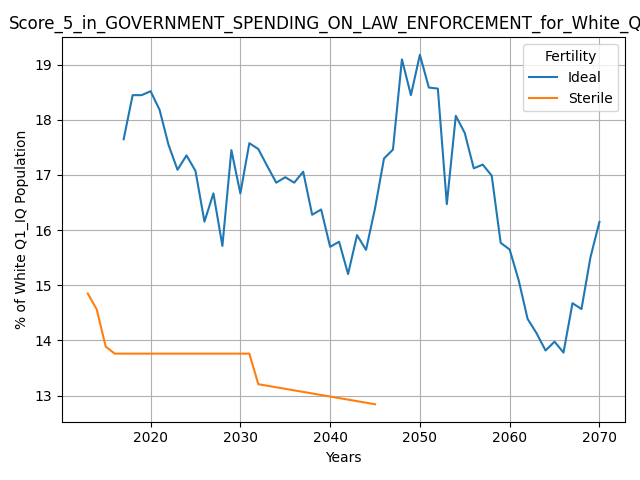 Score_5_in_GOVERNMENT_SPENDING_ON_LAW_ENFORCEMENT_for_White_Q
% of White Q1_IQ Population
19
18
17
16
15
14
13
Fertility
Ideal
Sterile
2020 2030 2040 2050 2060 2070
Years